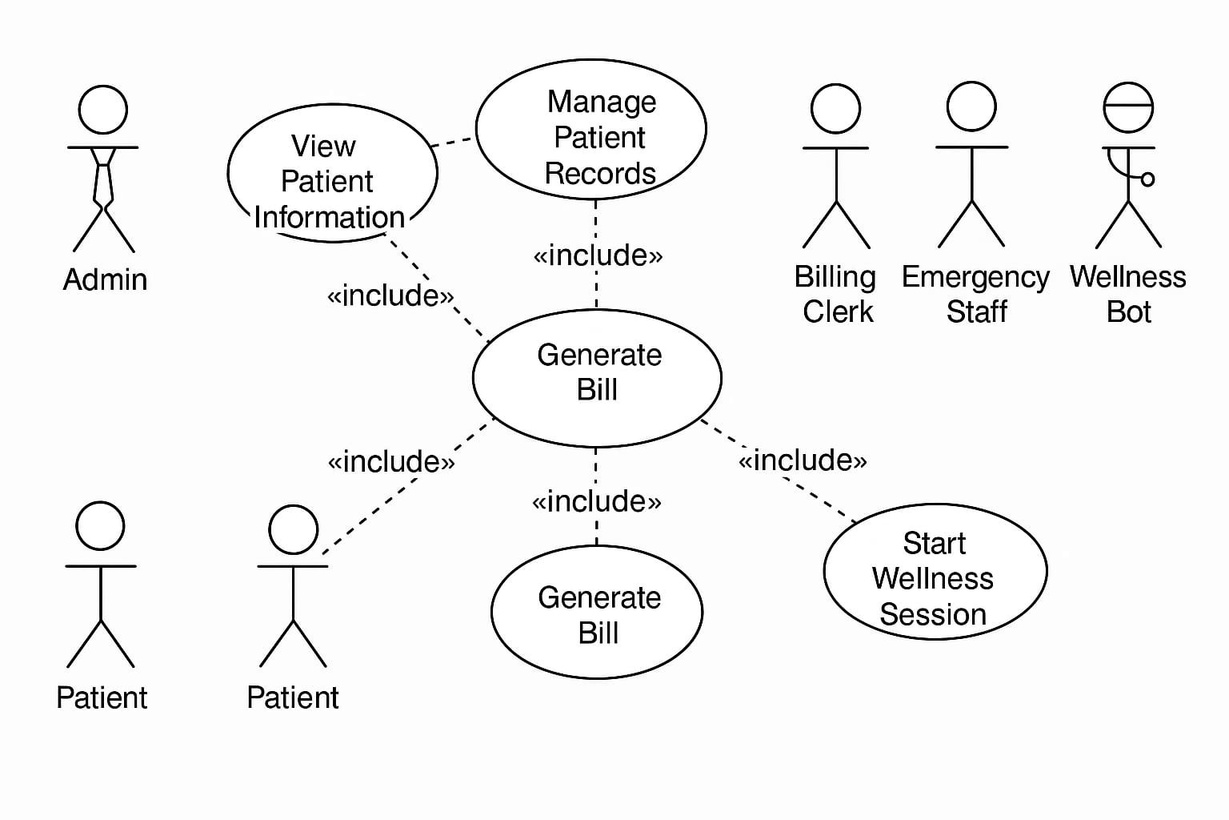 Manage
Patient
Records
View
Patient
Information
Admin
Billing
Clerk
Emergency
Staff
Wellness
Bot
«include»
«include»
Generate
Bill
«include»
«include»
«include»
Start
Wellness
Session
Generate
Bill
Patient
Patient